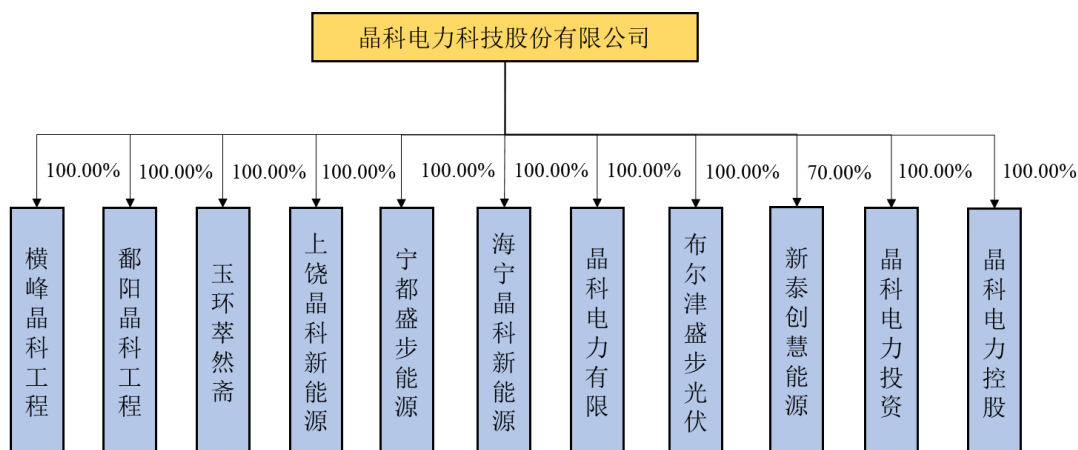 晶科电力科技股份有限公司
100.00%
100.00%
100.00%
100.00%
100.00%
100.00%
100.00%
100.00%
70.00%
100.00%
100.00%
横峰晶科工程
鄱阳晶科工程
玉环萃然斋
上饶晶科新能源
宁都盛步能源
海宁晶科新能源
晶科电力有限
布尔津盛步光伏
新泰创慧能源
晶科电力投资
晶科电力控股